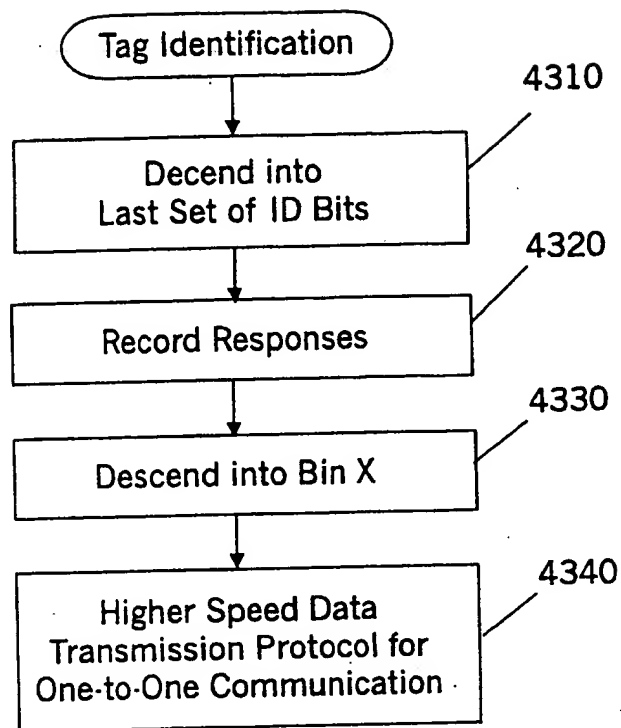 Tag Identification
4310
Decend into
Last Set of ID Bits
4320
Record Responses
4330
Descend into Bin X
4340
Higher Speed Data
Transmission Protocol for
One-to-One Communication